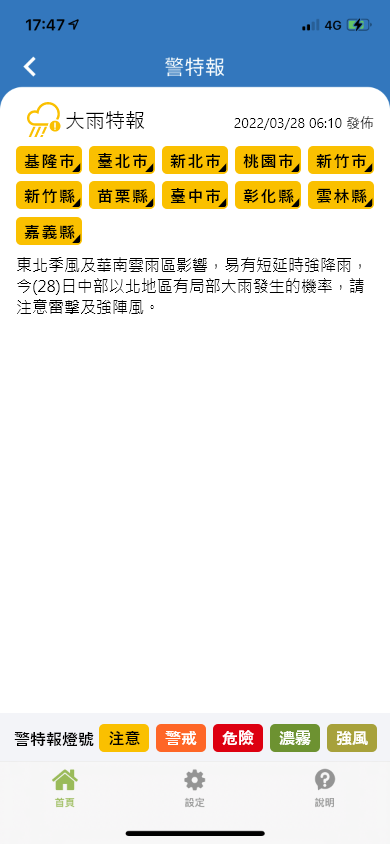 17:47
4G
警特報
大雨特報
2022/03/28 06:10 發佈
基隆市 臺北市 新北市 桃園市 新竹市
新竹縣 苗栗縣 臺中市 彰化縣 雲林縣
嘉義縣
東北季風及華南雲雨區影響，易有短延時強降雨，
今(28)日中部以北地區有局部大雨發生的機率，請
注意雷擊及強陣風。
警特報燈號 注意 警戒 危險 濃霧 強風
首頁 設定 說明